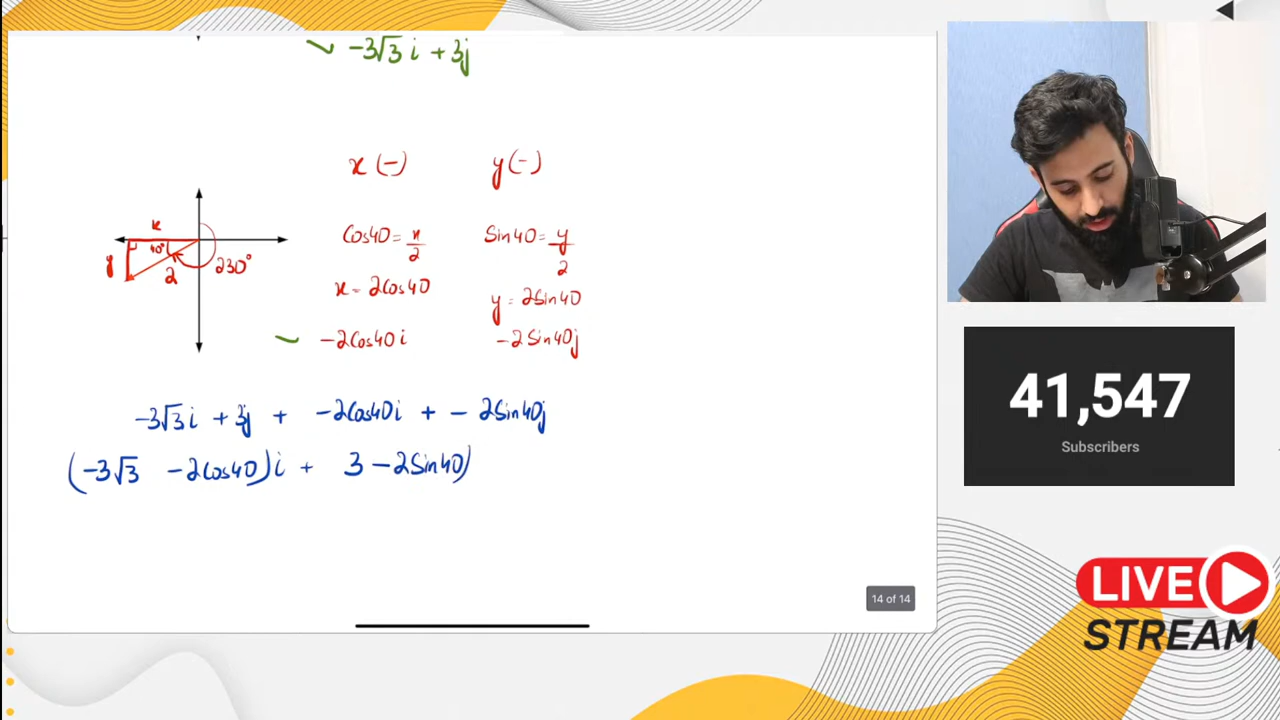 -3√3 i + 3j
x (-) y (-)
x
40°
y
2
230°
Cos40 = x/2 Sin40 = y/2
x = 2Cos40 y = 2Sin40
-2Cos40 i -2Sin40j
-3√3 i + 3j + -2Cos40i + - 2Sin40j
(-3√3 -2Cos40) i + 3 -2Sin40)
14 of 14
41,547
Subscribers
LIVE
STREAM